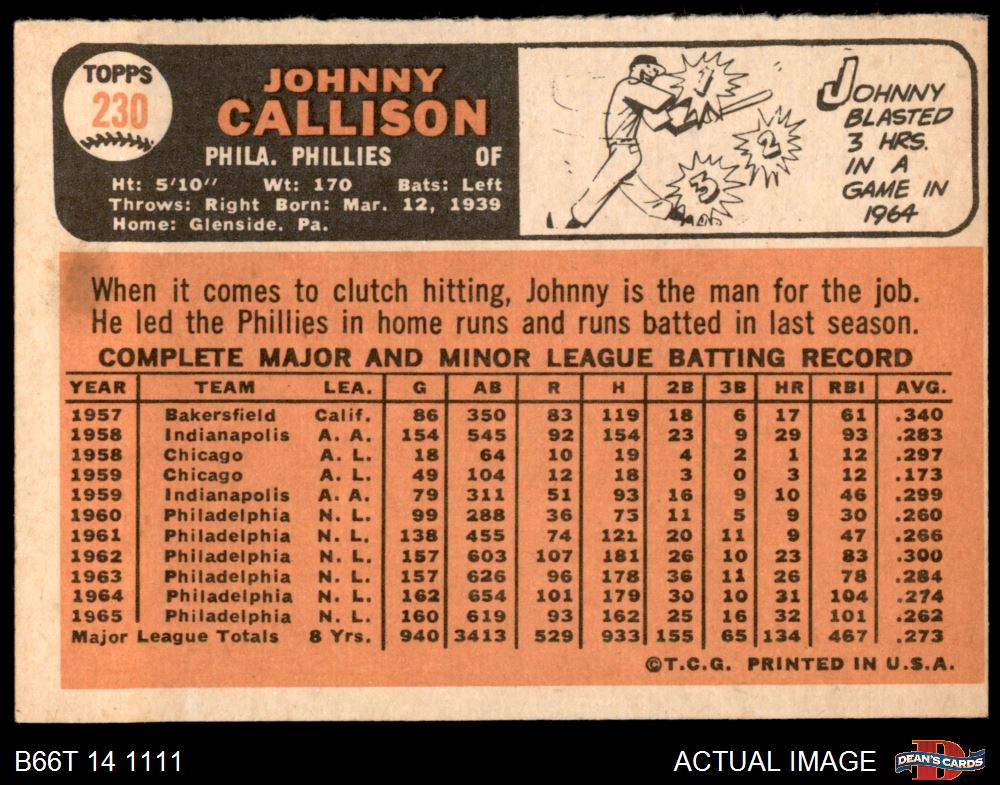 TOPPS
230
JOHNNY
CALLISON
PHILA. PHILLIES OF
Ht: 5'10" Wt: 170 Bats: Left
Throws: Right Born: Mar. 12, 1939
Home: Glenside. Pa.
1
2
3
JOHNNY
BLASTED
3 HRS.
IN A
GAME IN
1964
When it comes to clutch hitting, Johnny is the man for the job.
He led the Phillies in home runs and runs batted in last season.
COMPLETE MAJOR AND MINOR LEAGUE BATTING RECORD
YEAR TEAM LEA. G AB R H 2B 3B HR RBI AVG.
1957 Bakersfield Calif. 86 350 83 119 18 6 17 61 .340
1958 Indianapolis A. A. 154 545 92 154 23 9 29 93 .283
1958 Chicago A. L. 18 64 10 19 4 2 1 12 .297
1959 Chicago A. L. 49 104 12 18 3 0 3 12 .173
1959 Indianapolis A. A. 79 311 51 93 16 9 10 46 .299
1960 Philadelphia N. L. 99 288 36 75 11 5 9 30 .260
1961 Philadelphia N. L. 138 455 74 121 20 11 9 47 .266
1962 Philadelphia N. L. 157 603 107 181 26 10 23 83 .300
1963 Philadelphia N. L. 157 626 96 178 36 11 26 78 .284
1964 Philadelphia N. L. 162 654 101 179 30 10 31 104 .274
1965 Philadelphia N. L. 160 619 93 162 25 16 32 101 .262
Major League Totals 8 Yrs. 940 3413 529 933 155 65 134 467 .273
©T.C.G. PRINTED IN U.S.A.
B66T 14 1111 ACTUAL IMAGE DEAN'S CARDS